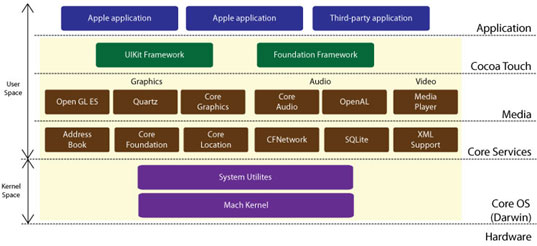 Apple application Apple application Third-party application
Application
UIKit Framework Foundation Framework
Cocoa Touch
User
Space
Graphics Audio Video
Open GL ES Quartz Core
Graphics Core
Audio OpenAL Media
Player
Media
Address
Book Core
Foundation Core
Location CFNetwork SQLite XML
Support
Core Services
Kernel
Space
System Utilites
Mach Kernel
Core OS
(Darwin)
Hardware